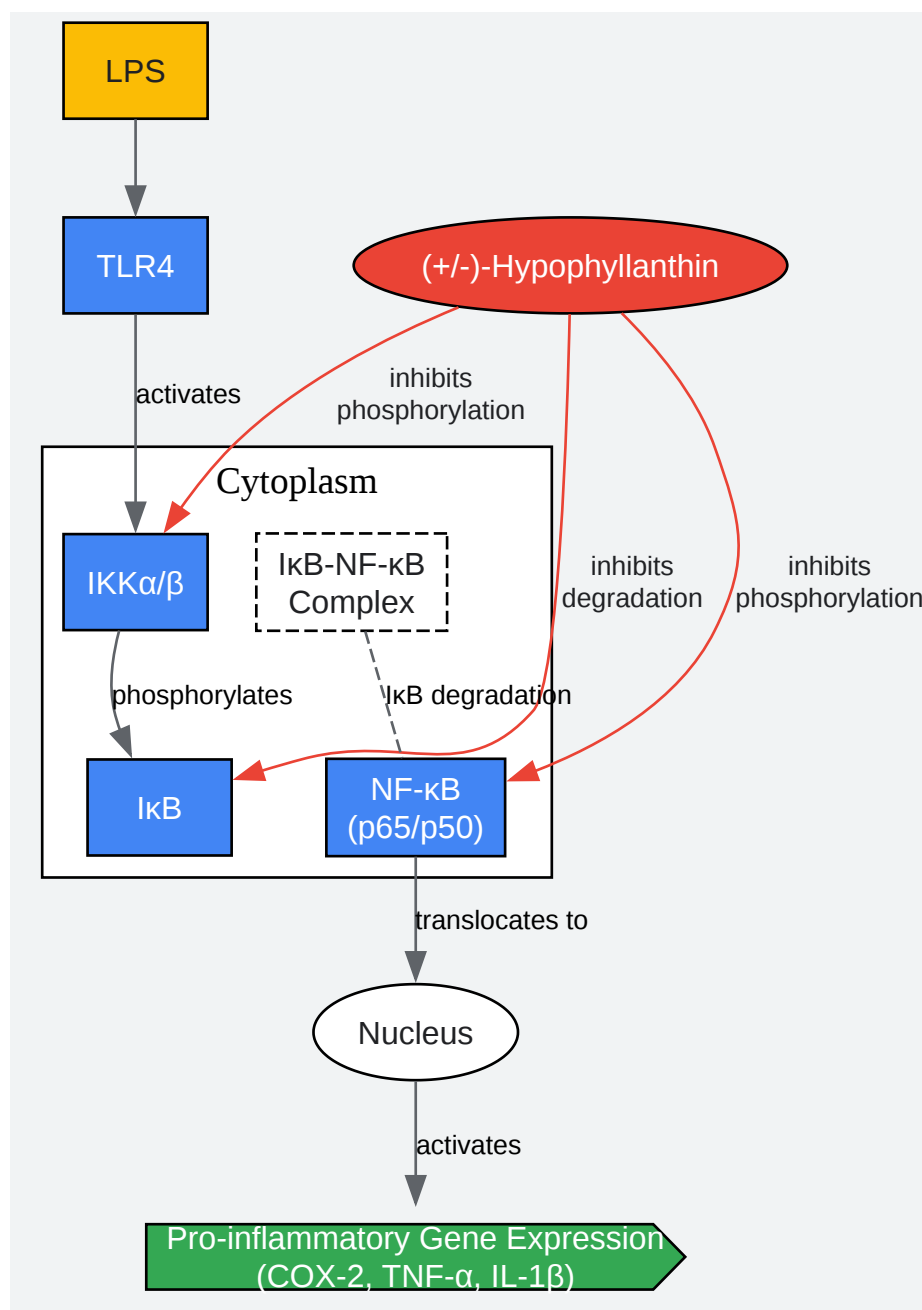 LPS
TLR4
(+/-)-Hypophyllanthin
activates
inhibits
phosphorylation
Cytoplasm
IKKα/β
IκB-NF-κB
Complex
inhibits
degradation
inhibits
phosphorylation
phosphorylates
IκB degradation
IκB
NF-κB
(p65/p50)
translocates to
Nucleus
activates
Pro-inflammatory Gene Expression
(COX-2, TNF-α, IL-1β)